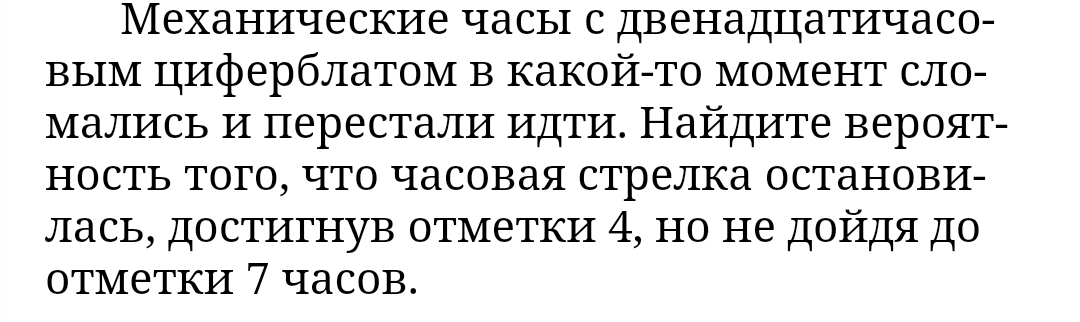 Механические часы с двенадцатичасо-
вым циферблатом в какой-то момент сло-
мались и перестали идти. Найдите вероят-
ность того, что часовая стрелка останови-
лась, достигнув отметки 4, но не дойдя до
отметки 7 часов.